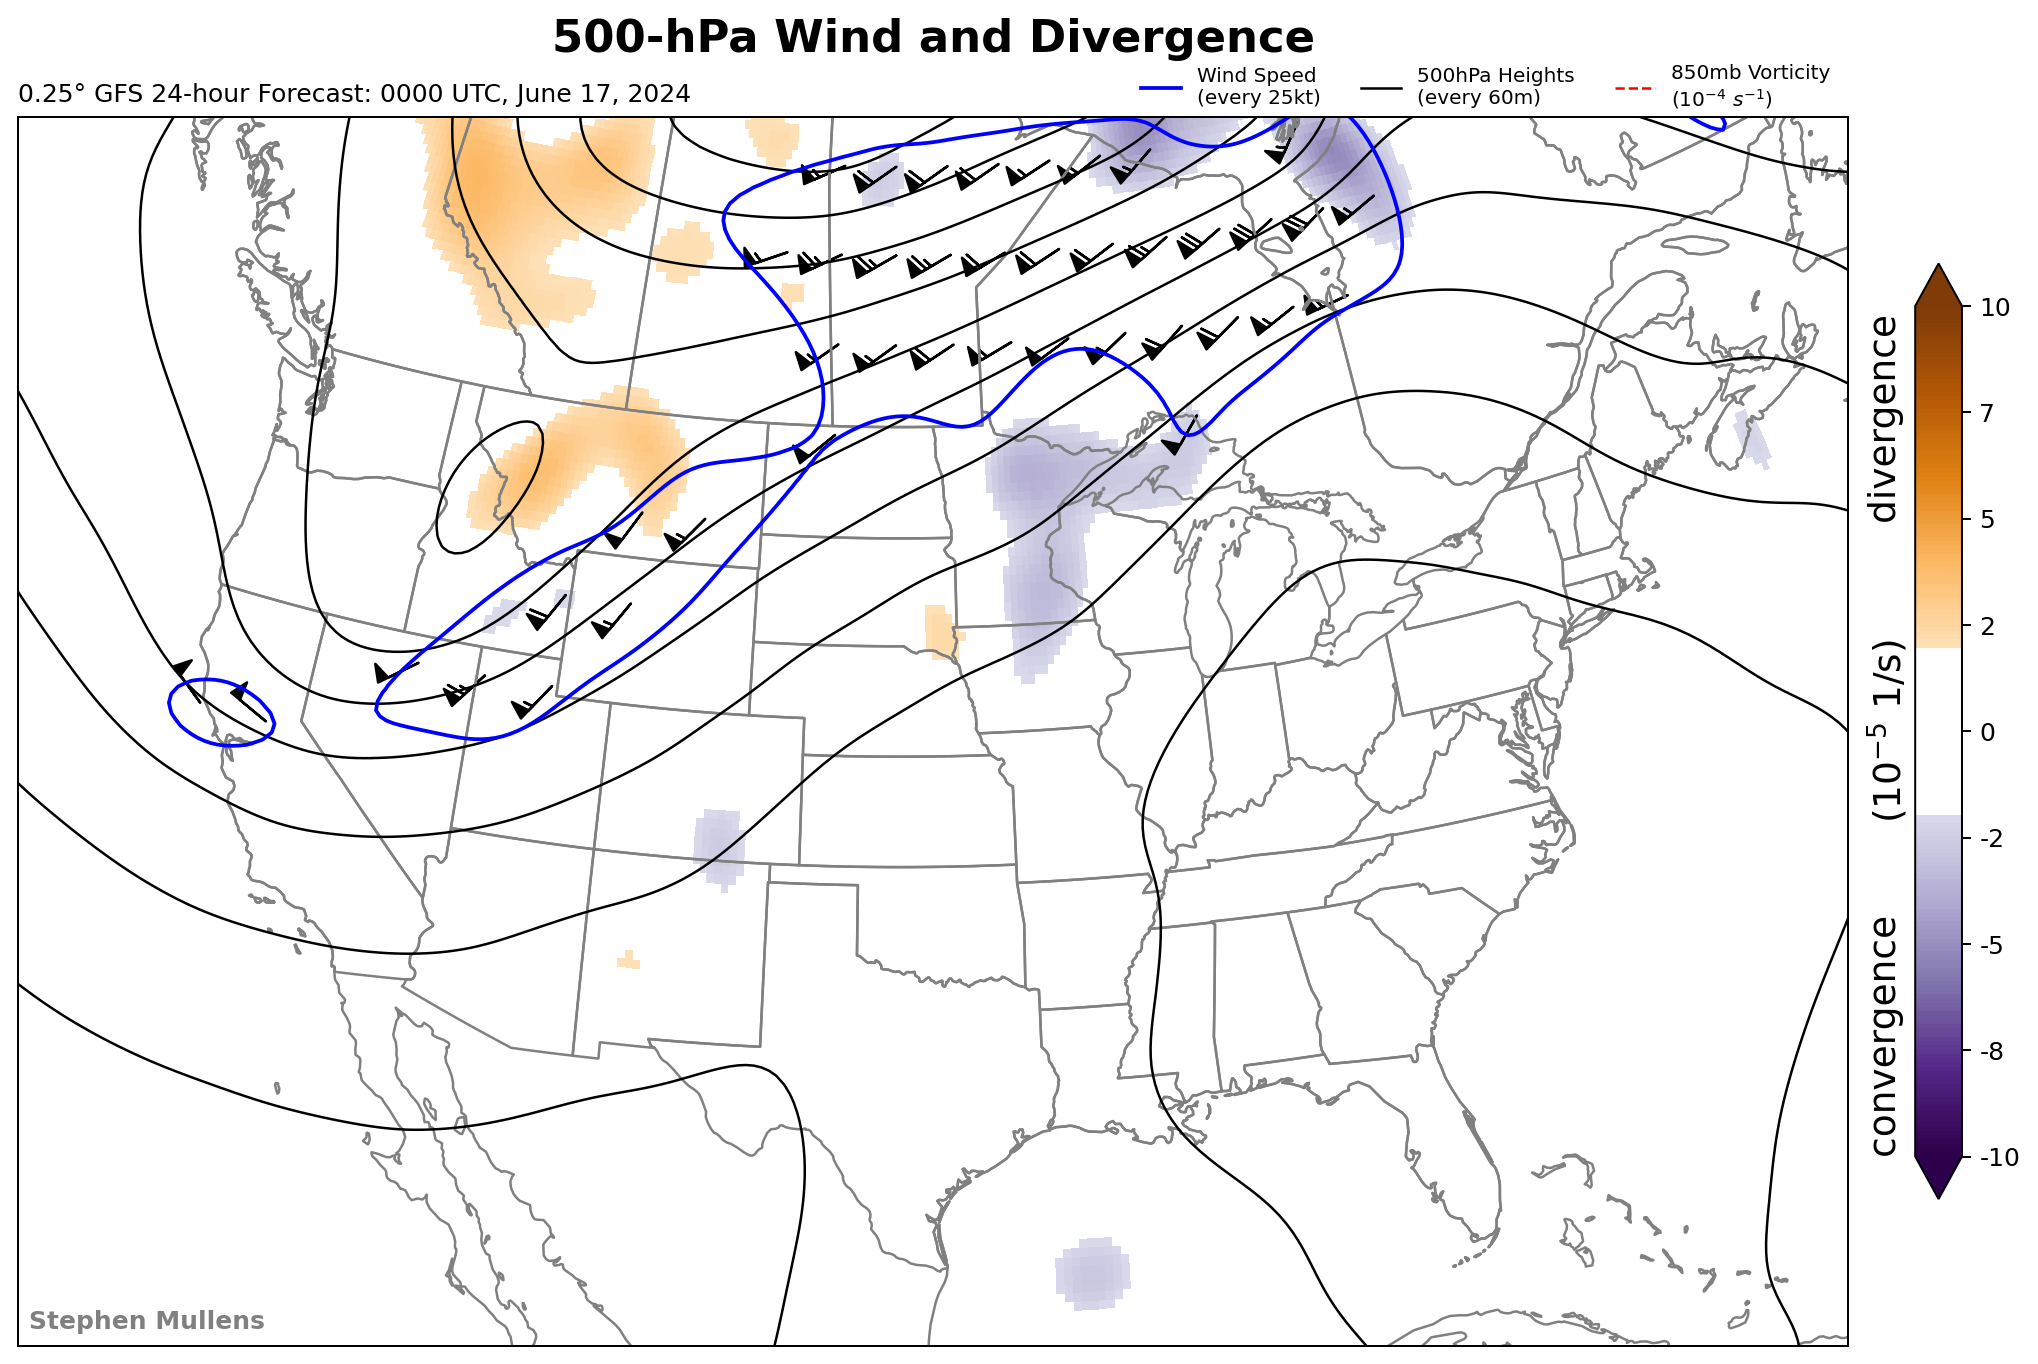 500-hPa Wind and Divergence
0.25° GFS 24-hour Forecast: 0000 UTC, June 17, 2024
Wind Speed
(every 25kt)
500hPa Heights
(every 60m)
850mb Vorticity
(10⁻⁴ s⁻¹)
10
7
5
2
0
-2
-5
-8
-10
convergence (10⁻⁵ 1/s) divergence
Stephen Mullens